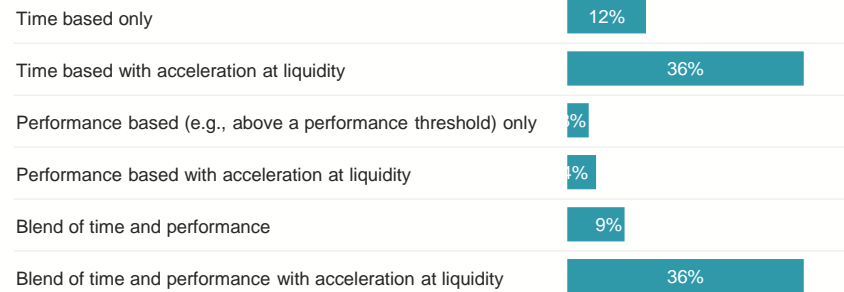 Time based only 12%
Time based with acceleration at liquidity 36%
Performance based (e.g., above a performance threshold) only 3%
Performance based with acceleration at liquidity 4%
Blend of time and performance 9%
Blend of time and performance with acceleration at liquidity 36%